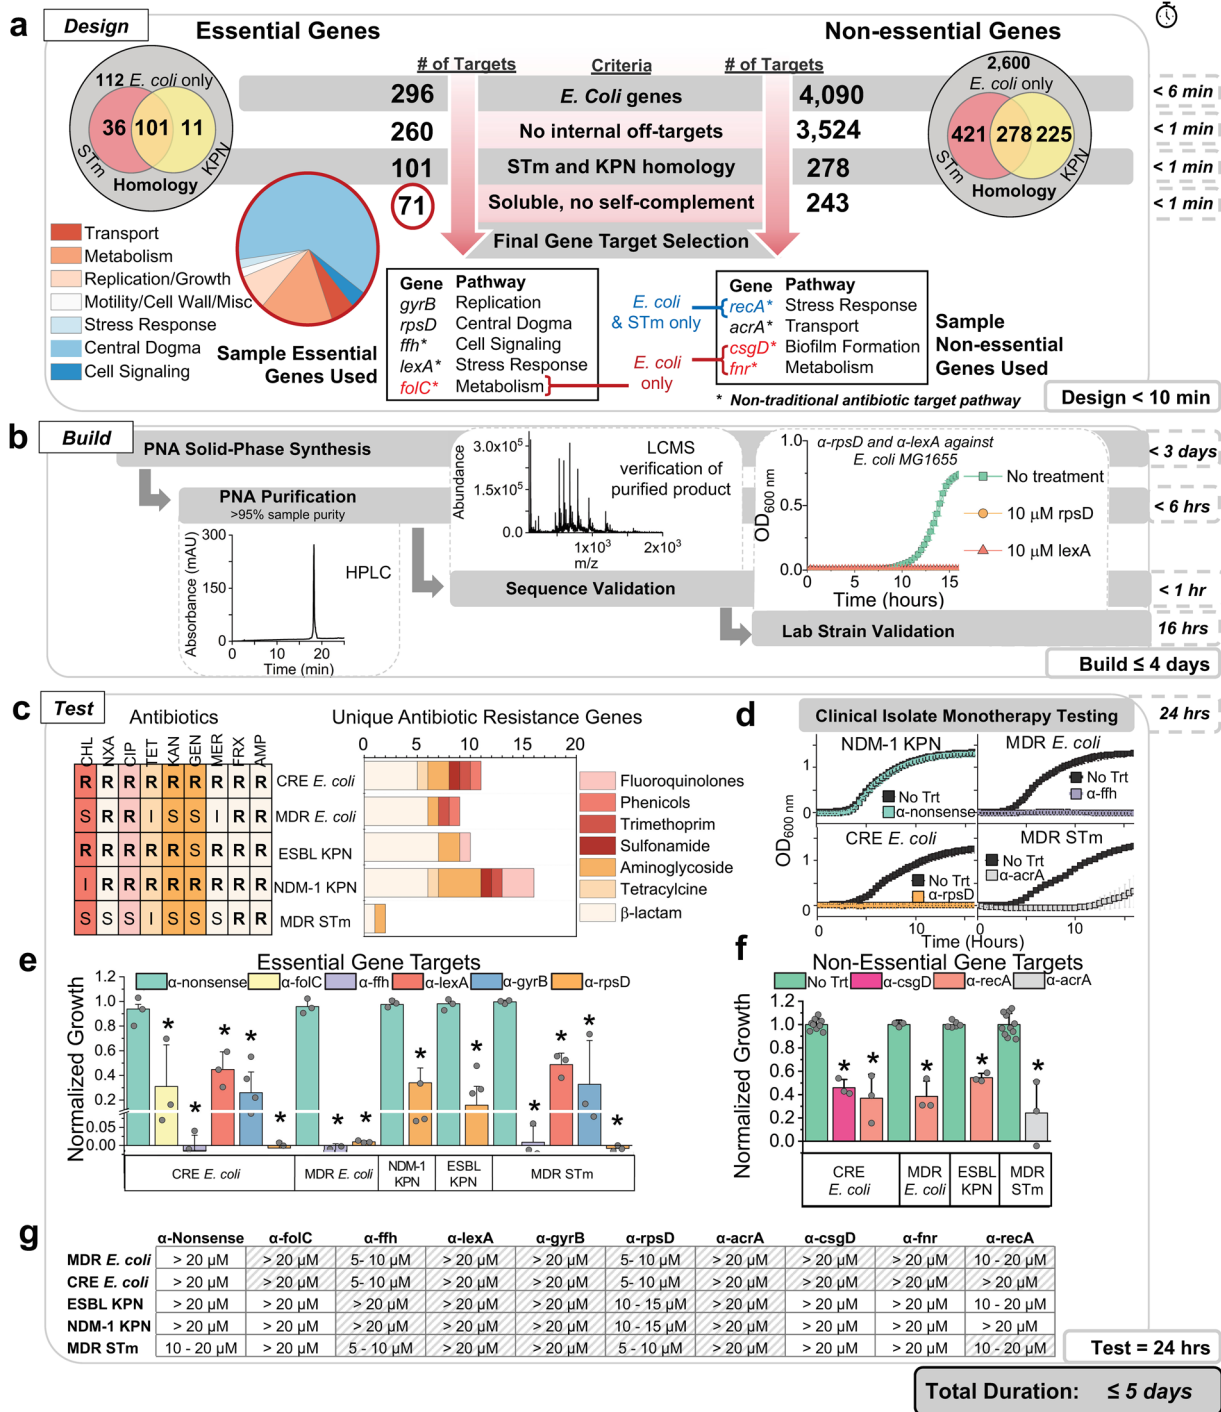 a
Design
Essential Genes
Non-essential Genes
112 E. coli only
36 101 11
STm
KPN
Homology
# of Targets
Criteria
# of Targets
296
E. Coli genes
4,090
260
No internal off-targets
3,524
101
STm and KPN homology
278
71
Soluble, no self-complement
243
Final Gene Target Selection
2,600
E. coli only
421 278 225
STm
KPN
Homology
< 6 min
< 1 min
< 1 min
< 1 min
Transport
Metabolism
Replication/Growth
Motility/Cell Wall/Misc
Stress Response
Central Dogma
Cell Signaling
Sample Essential
Genes Used
Gene Pathway
gyrB Replication
rpsD Central Dogma
ffh* Cell Signaling
lexA* Stress Response
folC* Metabolism
E. coli
& STm only
E. coli
only
Gene Pathway
recA* Stress Response
acrA* Transport
csgD* Biofilm Formation
fnr* Metabolism
Sample
Non-essential
Genes Used
* Non-traditional antibiotic target pathway
Design < 10 min
b
Build
PNA Solid-Phase Synthesis
< 3 days
PNA Purification
>95% sample purity
< 6 hrs
Absorbance (mAU)
300
150
0
0 10 20
Time (min)
HPLC
Abundance
3.0x10⁵
1.5x10⁵
0.0
1x10³ 2x10³
m/z
LCMS
verification of
purified product
Sequence Validation
< 1 hr
α-rpsD and α-lexA against
E. coli MG1655
OD600 nm
1.0
0.5
0.0
0 5 10 15
Time (hours)
No treatment
10 μM rpsD
10 μM lexA
Lab Strain Validation
16 hrs
Build ≤ 4 days
c
Test
Antibiotics
CHL NXA CIP TET KAN GEN MER FRX AMP
R R R R R R R R R
S R R I S S I R R
R R R R R S R R R
I R R R R R R R R
S S S I S S S R R
Unique Antibiotic Resistance Genes
0 5 10 15 20
CRE E. coli
MDR E. coli
ESBL KPN
NDM-1 KPN
MDR STm
Fluoroquinolones
Phenicols
Trimethoprim
Sulfonamide
Aminoglycoside
Tetracylcine
β-lactam
d
Clinical Isolate Monotherapy Testing
24 hrs
NDM-1 KPN
No Trt
α-nonsense
MDR E. coli
No Trt
α-ffh
CRE E. coli
No Trt
α-rpsD
MDR STm
No Trt
α-acrA
OD600 nm
1
0
1
0
0 10 0 10
Time (Hours)
e
Essential Gene Targets
α-nonsense α-folC α-ffh α-lexA α-gyrB α-rpsD
Normalized Growth
1.2
1.0
0.8
0.6
0.4
0.2
0.05
0.00
* * * * *
* *
*
*
* * * *
CRE E. coli
MDR E. coli
NDM-1
KPN
ESBL
KPN
MDR STm
f
Non-Essential Gene Targets
No Trt α-csgD α-recA α-acrA
Normalized Growth
1.2
1.0
0.8
0.6
0.4
0.2
0.0
* * * * *
CRE
E. coli
MDR
E. coli
ESBL
KPN
MDR
STm
g
α-Nonsense α-folC α-ffh α-lexA α-gyrB α-rpsD α-acrA α-csgD α-fnr α-recA
MDR E. coli > 20 μM > 20 μM 5- 10 μM > 20 μM > 20 μM 5- 10 μM > 20 μM > 20 μM > 20 μM 10 - 20 μM
CRE E. coli > 20 μM > 20 μM 5- 10 μM > 20 μM > 20 μM 5- 10 μM > 20 μM > 20 μM > 20 μM > 20 μM
ESBL KPN > 20 μM > 20 μM > 20 μM > 20 μM > 20 μM 10 - 15 μM > 20 μM > 20 μM > 20 μM 10 - 20 μM
NDM-1 KPN > 20 μM > 20 μM > 20 μM > 20 μM > 20 μM 10 - 15 μM > 20 μM > 20 μM > 20 μM > 20 μM
MDR STm 10 - 20 μM > 20 μM 5 - 10 μM > 20 μM > 20 μM 5 - 10 μM > 20 μM > 20 μM > 20 μM 10 - 20 μM
Test = 24 hrs
Total Duration: ≤ 5 days